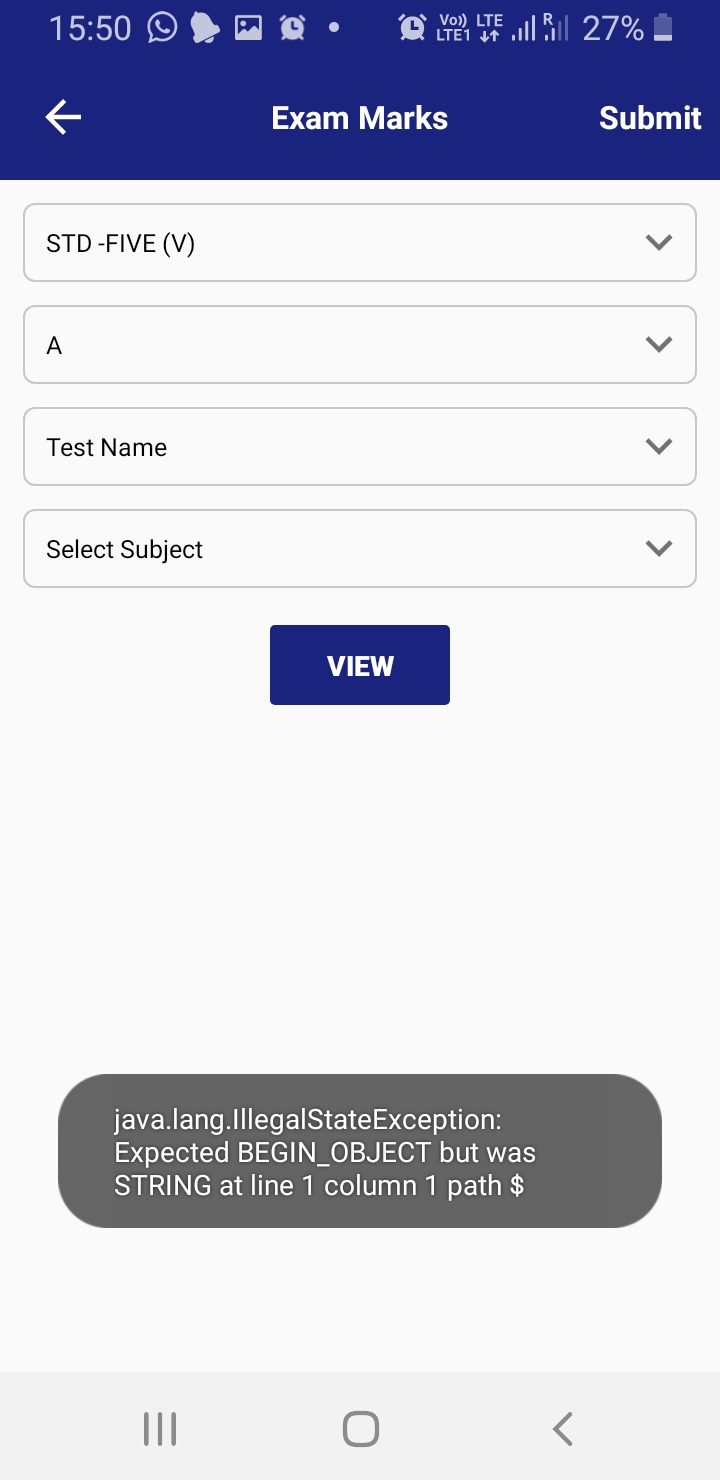 15:50 Vo)) LTE R 27%
LTE1
Exam Marks Submit
STD -FIVE (V)
A
Test Name
Select Subject
VIEW
java.lang.IllegalStateException:
Expected BEGIN_OBJECT but was
STRING at line 1 column 1 path $